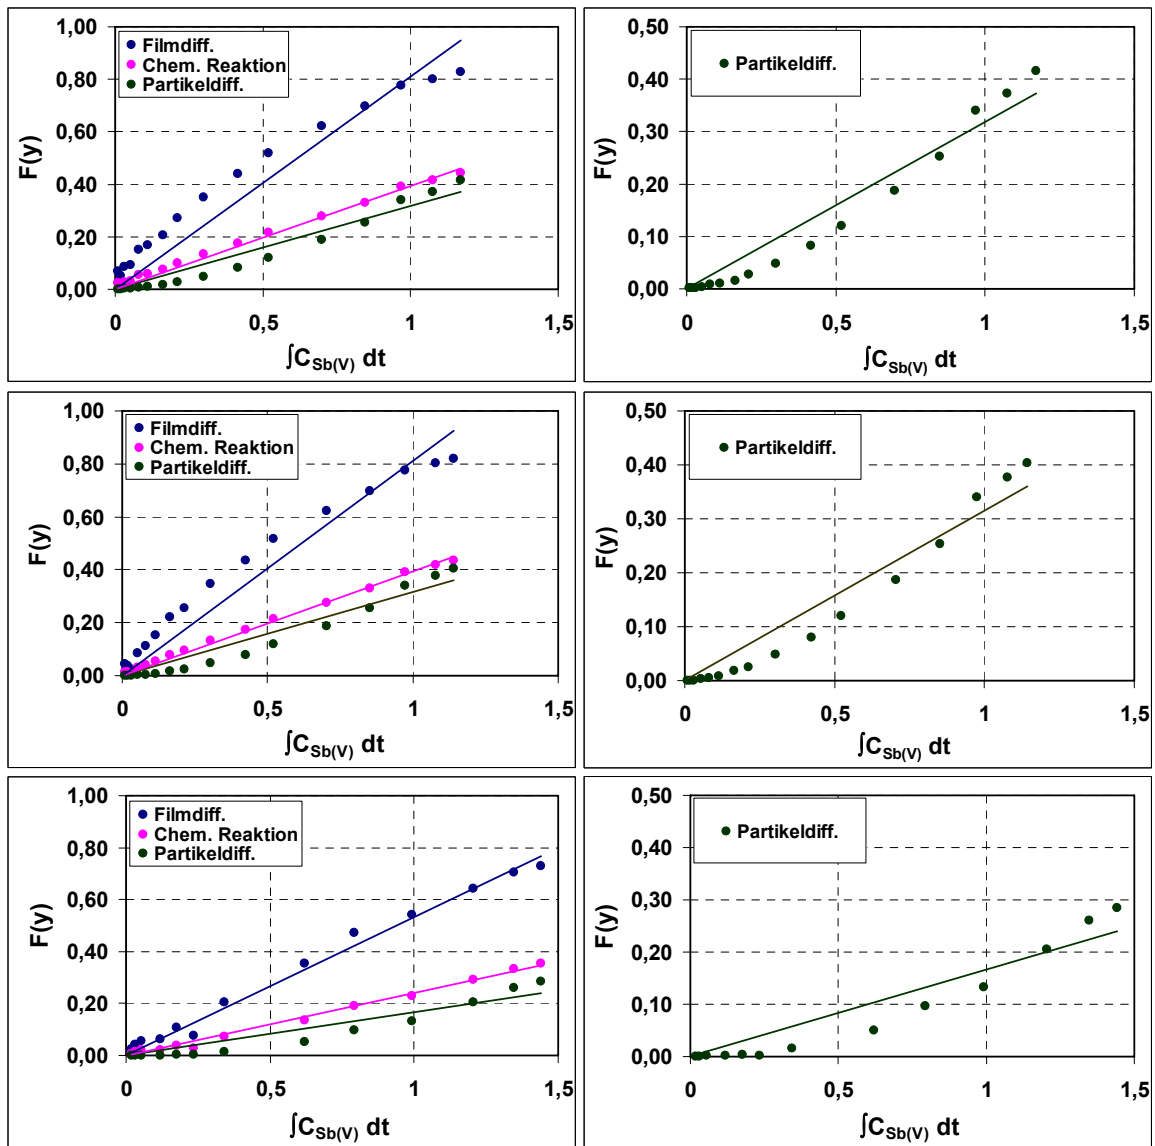 1,00
0,80
0,60
0,40
0,20
0,00
F(y)
Filmdiff.
Chem. Reaktion
Partikeldiff.
0
0,5
1
1,5
∫C_Sb(V) dt
0,50
0,40
0,30
0,20
0,10
0,00
F(y)
Partikeldiff.
0
0,5
1
1,5
∫C_Sb(V) dt
1,00
0,80
0,60
0,40
0,20
0,00
F(y)
Filmdiff.
Chem. Reaktion
Partikeldiff.
0
0,5
1
1,5
∫C_Sb(V) dt
0,50
0,40
0,30
0,20
0,10
0,00
F(y)
Partikeldiff.
0
0,5
1
1,5
∫C_Sb(V) dt
1,00
0,80
0,60
0,40
0,20
0,00
F(y)
Filmdiff.
Chem. Reaktion
Partikeldiff.
0
0,5
1
1,5
∫C_Sb(V) dt
0,50
0,40
0,30
0,20
0,10
0,00
F(y)
Partikeldiff.
0
0,5
1
1,5
∫C_Sb(V) dt